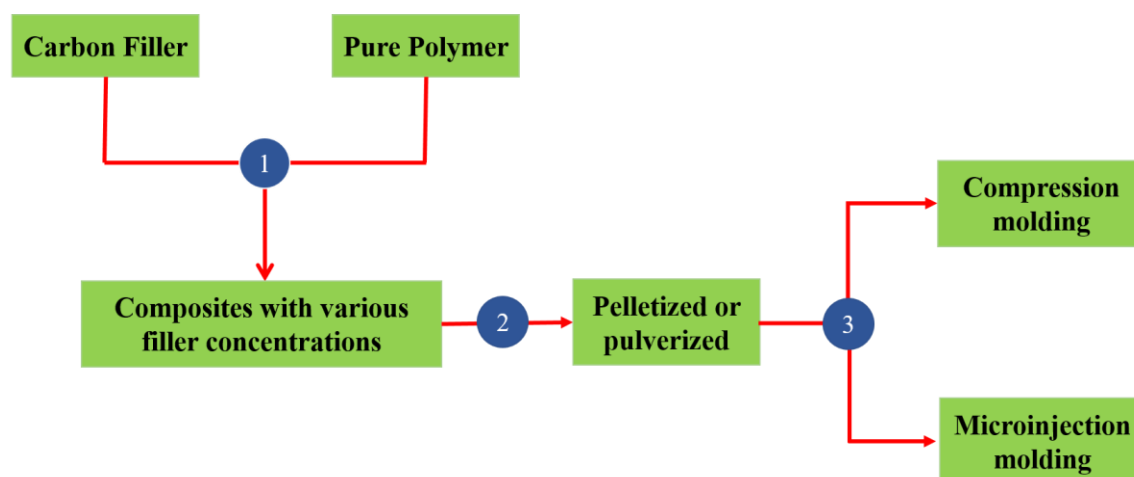 Carbon Filler
Pure Polymer
1
Composites with various
filler concentrations
2
Pelletized or
pulverized
3
Compression
molding
Microinjection
molding